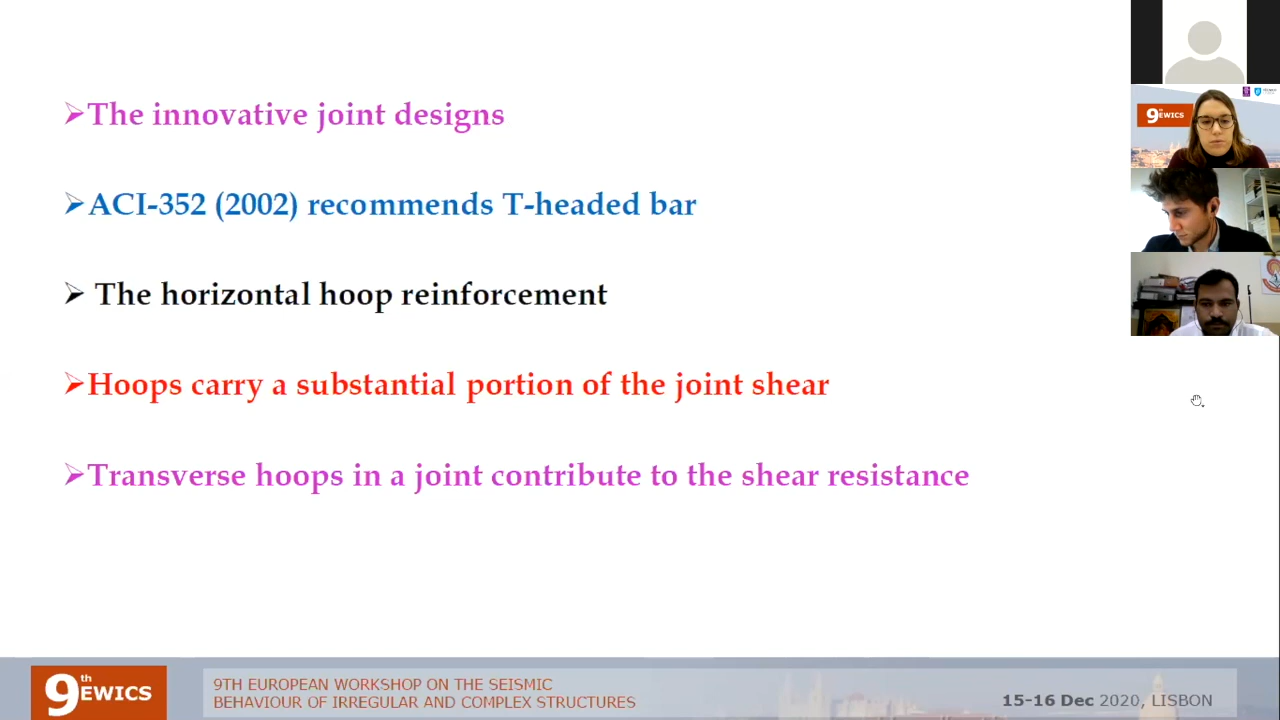 The innovative joint designs
ACI-352 (2002) recommends T-headed bar
The horizontal hoop reinforcement
Hoops carry a substantial portion of the joint shear
Transverse hoops in a joint contribute to the shear resistance
9th EWICS
9th EWICS
9TH EUROPEAN WORKSHOP ON THE SEISMIC
BEHAVIOUR OF IRREGULAR AND COMPLEX STRUCTURES
15-16 Dec 2020, LISBON